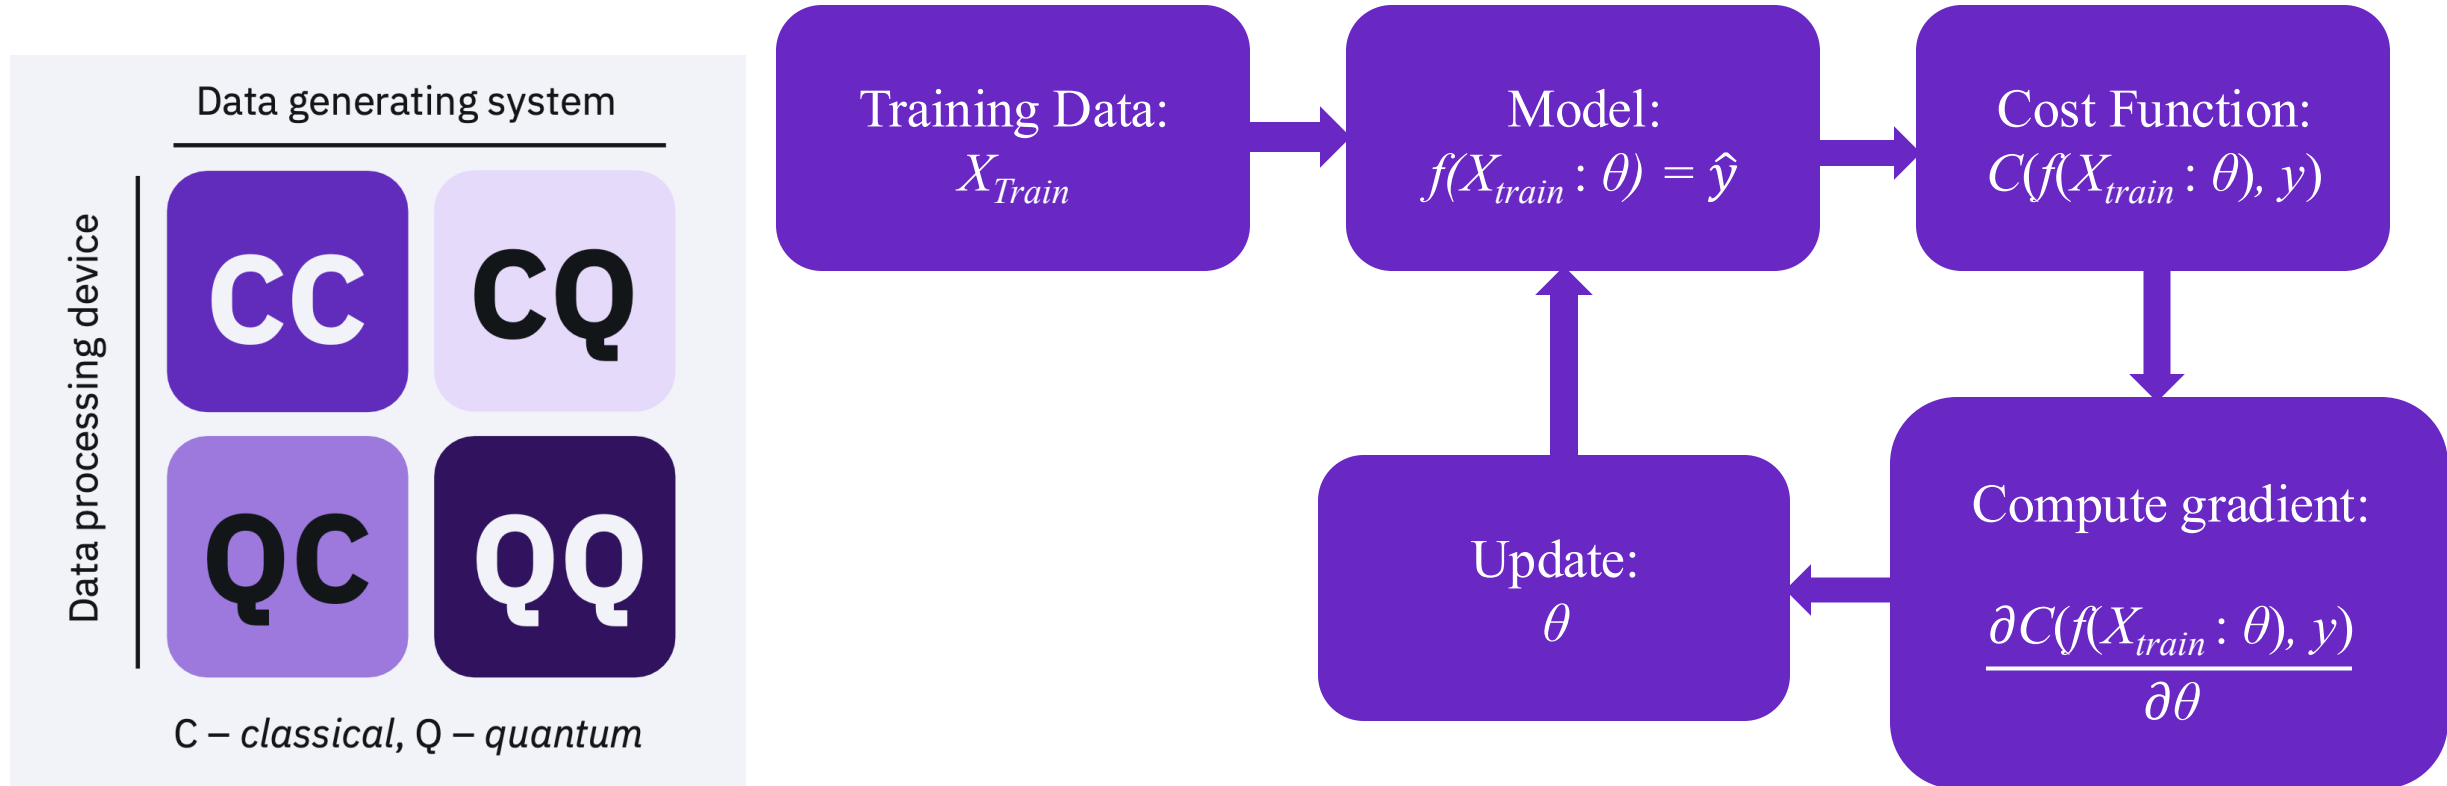 Data generating system
Data processing device
CC
CQ
QC
QQ
C – classical, Q – quantum
Training Data:
X_Train
Model:
f(X_train : θ) = ŷ
Cost Function:
C(f(X_train : θ), y)
Compute gradient:
∂C(f(X_train : θ), y)
∂θ
Update:
θ